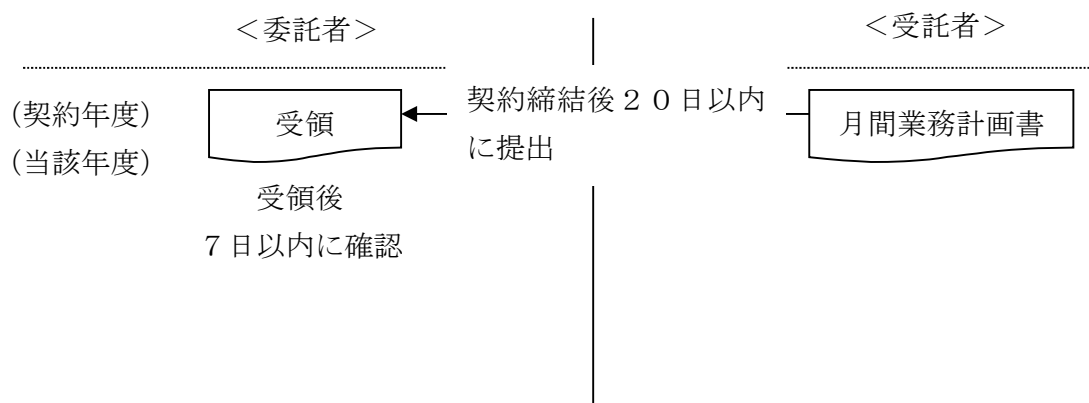 ＜委託者＞
＜受託者＞
(契約年度)
(当該年度)
受領
契約締結後２０日以内
に提出
月間業務計画書
受領後
７日以内に確認